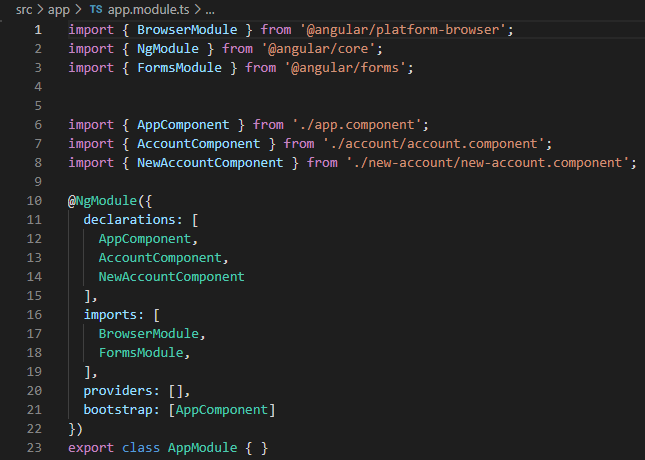 src > app > TS app.module.ts > ...
1 import { BrowserModule } from '@angular/platform-browser';
2 import { NgModule } from '@angular/core';
3 import { FormsModule } from '@angular/forms';
4
5
6 import { AppComponent } from './app.component';
7 import { AccountComponent } from './account/account.component';
8 import { NewAccountComponent } from './new-account/new-account.component';
9
10 @NgModule({
11   declarations: [
12     AppComponent,
13     AccountComponent,
14     NewAccountComponent
15   ],
16   imports: [
17     BrowserModule,
18     FormsModule,
19   ],
20   providers: [],
21   bootstrap: [AppComponent]
22 })
23 export class AppModule { }